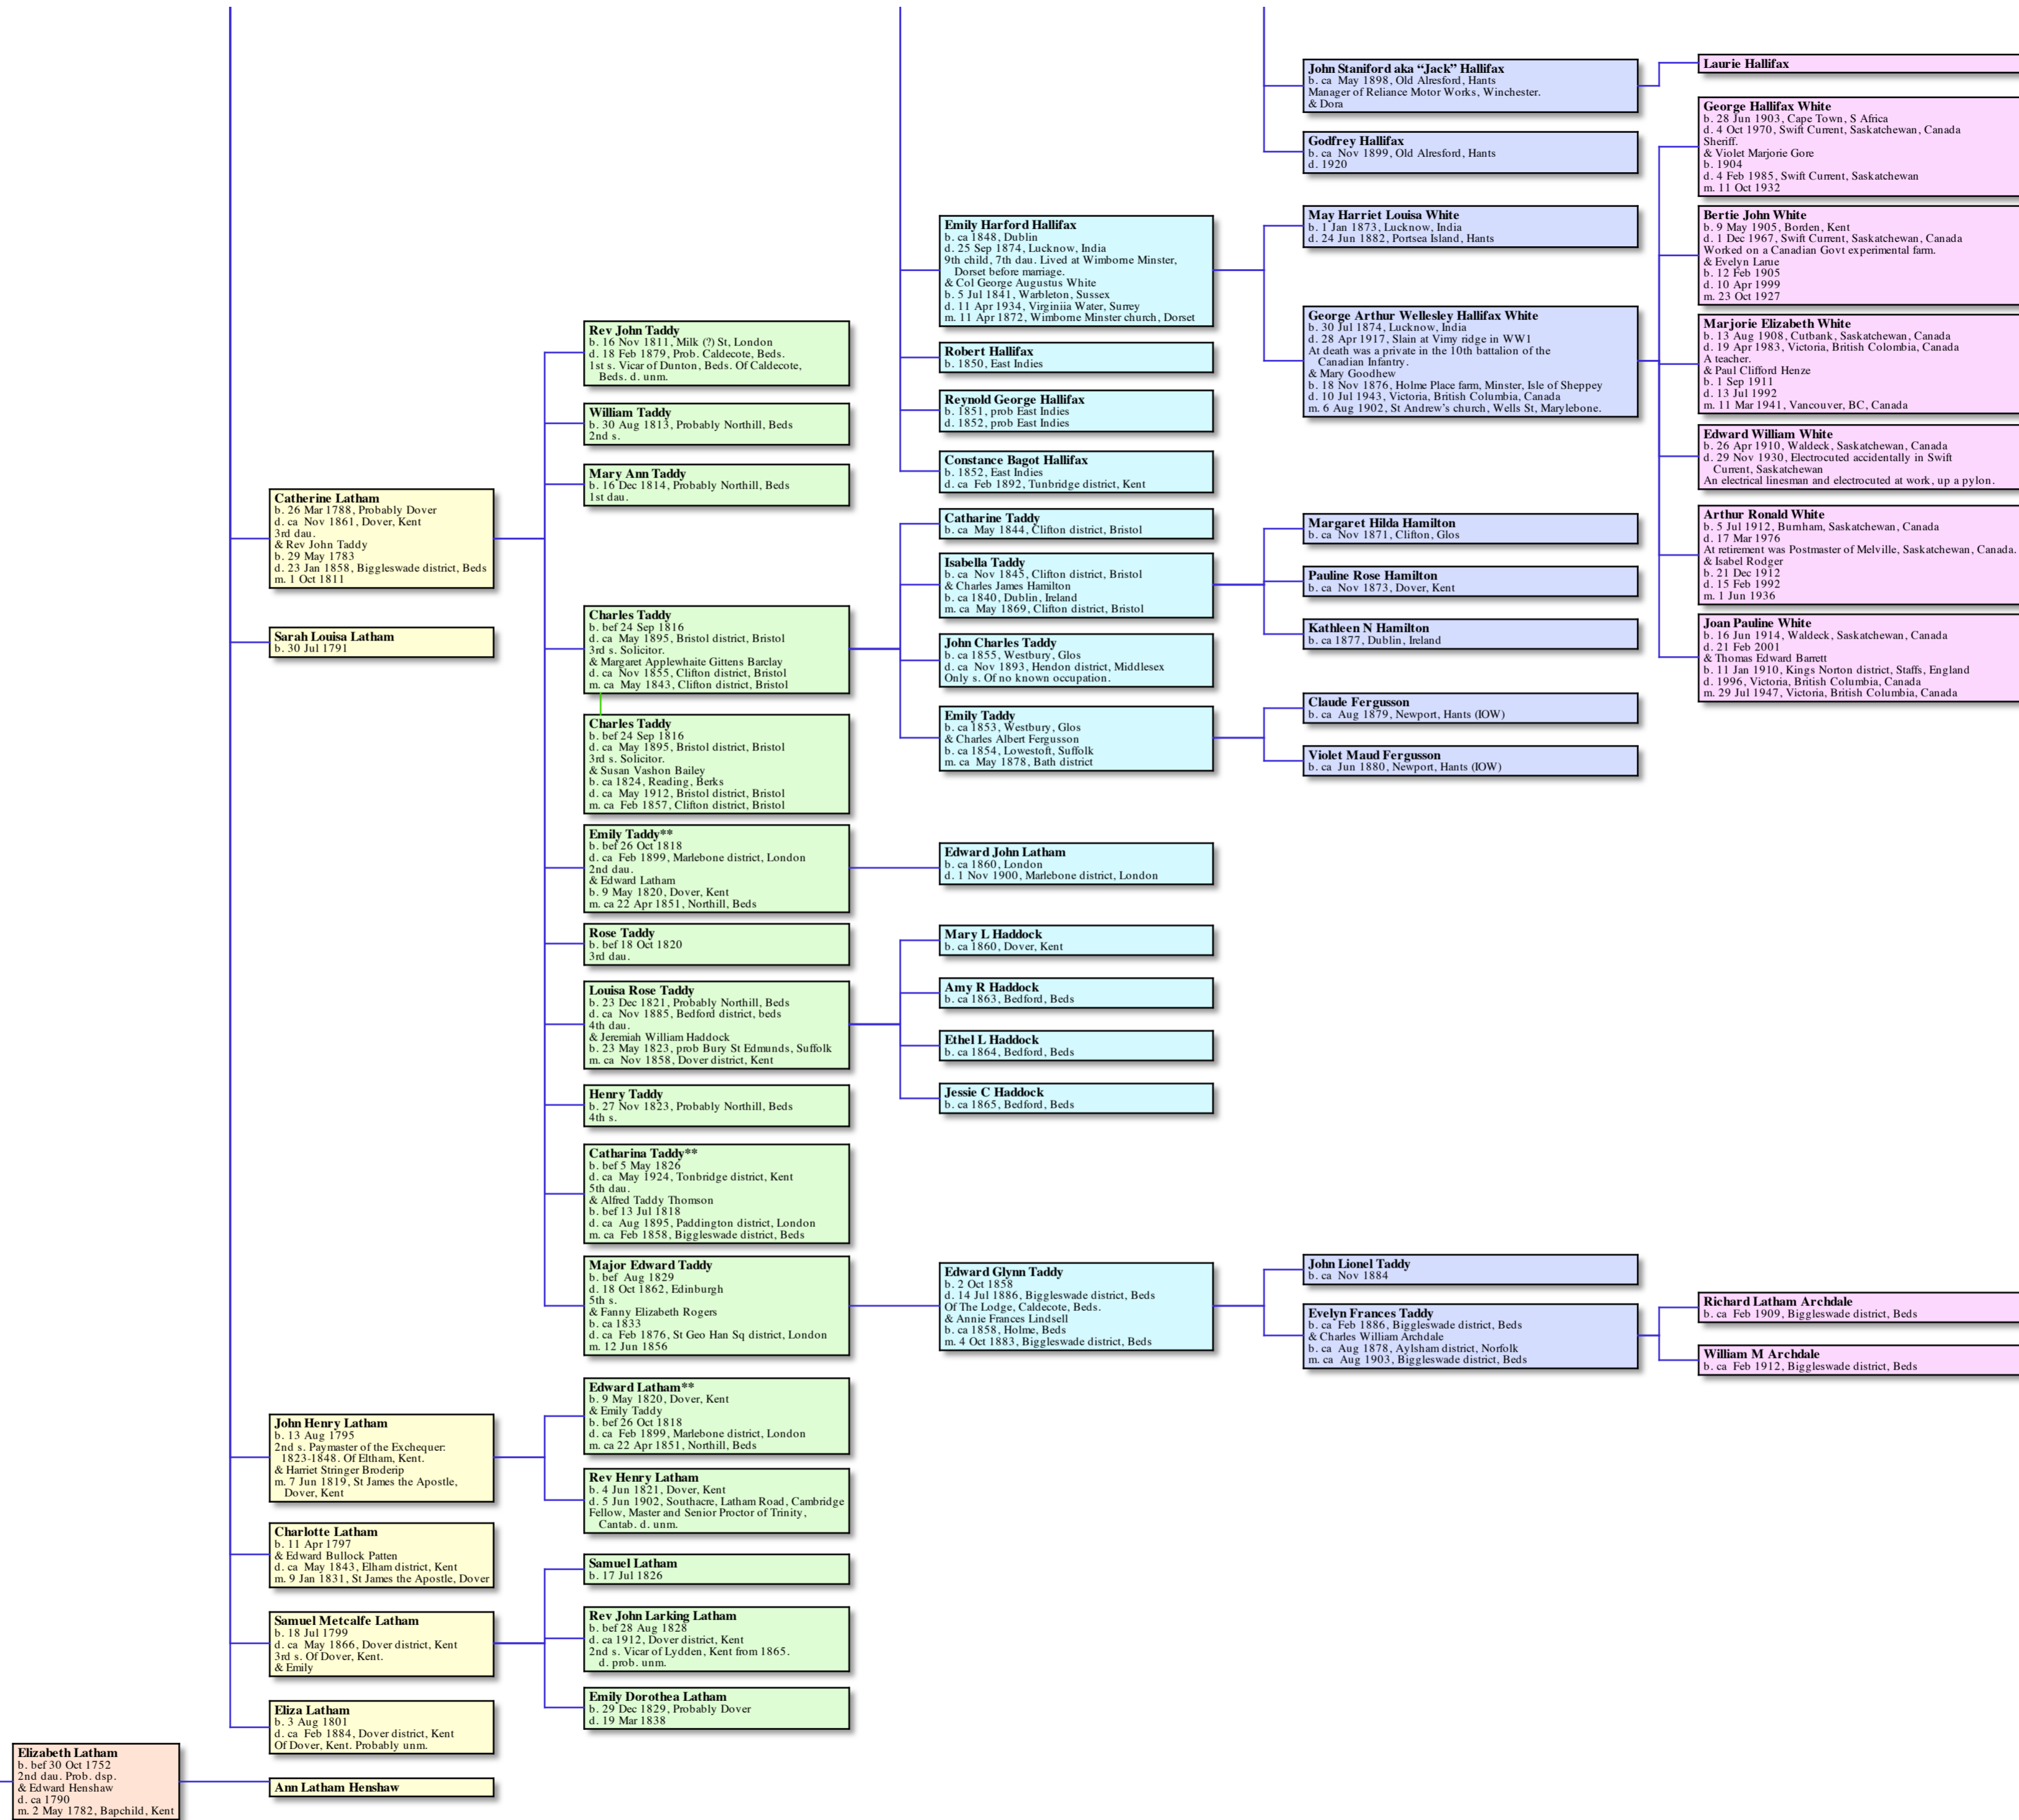 Elizabeth Latham
b. bef 30 Oct 1752
2nd dau. Prob. dsp.
& Edward Henshaw
d. ca 1790
m. 2 May 1782, Bapchild, Kent
Catherine Latham
b. 26 Mar 1788, Probably Dover
d. ca Nov 1861, Dover, Kent
3rd dau.
& Rev John Taddy
b. 29 May 1783
d. 23 Jan 1858, Biggleswade district, Beds
m. 1 Oct 1811
Sarah Louisa Latham
b. 30 Jul 1791
John Henry Latham
b. 13 Aug 1795
2nd s. Paymaster of the Exchequer:
1823-1848. Of Eltham, Kent.
& Harriet Stringer Broderip
m. 7 Jun 1819, St James the Apostle,
Dover, Kent
Charlotte Latham
b. 11 Apr 1797
& Edward Bullock Patten
d. ca May 1843, Elham district, Kent
m. 9 Jan 1831, St James the Apostle, Dover
Samuel Metcalfe Latham
b. 18 Jul 1799
d. ca May 1866, Dover district, Kent
3rd s. Of Dover, Kent.
& Emily
Eliza Latham
b. 3 Aug 1801
d. ca Feb 1884, Dover district, Kent
Of Dover, Kent. Probably unm.
Ann Latham Henshaw
Rev John Taddy
b. 16 Nov 1811, Milk (?) St, London
d. 18 Feb 1879, Prob. Caldecote, Beds.
1st s. Vicar of Dunton, Beds. Of Caldecote,
Beds. d. unm.
William Taddy
b. 30 Aug 1813, Probably Northill, Beds
2nd s.
Mary Ann Taddy
b. 16 Dec 1814, Probably Northill, Beds
1st dau.
Charles Taddy
b. bef 24 Sep 1816
d. ca May 1895, Bristol district, Bristol
3rd s. Solicitor.
& Margaret Applewhaite Gittens Barclay
d. ca Nov 1855, Clifton district, Bristol
m. ca May 1843, Clifton district, Bristol
Charles Taddy
b. bef 24 Sep 1816
d. ca May 1895, Bristol district, Bristol
3rd s. Solicitor.
& Susan Vashon Bailey
b. ca 1824, Reading, Berks
d. ca May 1912, Bristol district, Bristol
m. ca Feb 1857, Clifton district, Bristol
Emily Taddy**
b. bef 26 Oct 1818
d. ca Feb 1899, Marlebone district, London
2nd dau.
& Edward Latham
b. 9 May 1820, Dover, Kent
m. ca 22 Apr 1851, Northill, Beds
Rose Taddy
b. bef 18 Oct 1820
3rd dau.
Louisa Rose Taddy
b. 23 Dec 1821, Probably Northill, Beds
d. ca Nov 1885, Bedford district, beds
4th dau.
& Jeremiah William Haddock
b. 23 May 1823, prob Bury St Edmunds, Suffolk
m. ca Nov 1858, Dover district, Kent
Henry Taddy
b. 27 Nov 1823, Probably Northill, Beds
4th s.
Catharina Taddy**
b. bef 5 May 1826
d. ca May 1924, Tonbridge district, Kent
5th dau.
& Alfred Taddy Thomson
b. bef 13 Jul 1818
d. ca Aug 1895, Paddington district, London
m. ca Feb 1858, Biggleswade district, Beds
Major Edward Taddy
b. bef Aug 1829
d. 18 Oct 1862, Edinburgh
5th s.
& Fanny Elizabeth Rogers
b. ca 1833
d. ca Feb 1876, St Geo Han Sq district, London
m. 12 Jun 1856
Edward Latham**
b. 9 May 1820, Dover, Kent
& Emily Taddy
b. bef 26 Oct 1818
d. ca Feb 1899, Marlebone district, London
m. ca 22 Apr 1851, Northill, Beds
Rev Henry Latham
b. 4 Jun 1821, Dover, Kent
d. 5 Jun 1902, Southacre, Latham Road, Cambridge
Fellow, Master and Senior Proctor of Trinity,
Cantab. d. unm.
Samuel Latham
b. 17 Jul 1826
Rev John Larking Latham
b. bef 28 Aug 1828
d. ca 1912, Dover district, Kent
2nd s. Vicar of Lydden, Kent from 1865.
d. prob. unm.
Emily Dorothea Latham
b. 29 Dec 1829, Probably Dover
d. 19 Mar 1838
Emily Harford Hallifax
b. ca 1848, Dublin
d. 25 Sep 1874, Lucknow, India
9th child, 7th dau. Lived at Wimborne Minster,
Dorset before marriage.
& Col George Augustus White
b. 5 Jul 1841, Warbleton, Sussex
d. 11 Apr 1934, Virginiia Water, Surrey
m. 11 Apr 1872, Wimborne Minster church, Dorset
Robert Hallifax
b. 1850, East Indies
Reynold George Hallifax
b. 1851, prob East Indies
d. 1852, prob East Indies
Constance Bagot Hallifax
b. 1852, East Indies
d. ca Feb 1892, Tunbridge district, Kent
Catharine Taddy
b. ca May 1844, Clifton district, Bristol
Isabella Taddy
b. ca Nov 1845, Clifton district, Bristol
& Charles James Hamilton
b. ca 1840, Dublin, Ireland
m. ca May 1869, Clifton district, Bristol
John Charles Taddy
b. ca 1855, Westbury, Glos
d. ca Nov 1893, Hendon district, Middlesex
Only s. Of no known occupation.
Emily Taddy
b. ca 1853, Westbury, Glos
& Charles Albert Fergusson
b. ca 1854, Lowestoft, Suffolk
m. ca May 1878, Bath district
Edward John Latham
b. ca 1860, London
d. 1 Nov 1900, Marlebone district, London
Mary L Haddock
b. ca 1860, Dover, Kent
Amy R Haddock
b. ca 1863, Bedford, Beds
Ethel L Haddock
b. ca 1864, Bedford, Beds
Jessie C Haddock
b. ca 1865, Bedford, Beds
Edward Glynn Taddy
b. 2 Oct 1858
d. 14 Jul 1886, Biggleswade district, Beds
Of The Lodge, Caldecote, Beds.
& Annie Frances Lindsell
b. ca 1858, Holme, Beds
m. 4 Oct 1883, Biggleswade district, Beds
John Staniford aka “Jack” Hallifax
b. ca May 1898, Old Alresford, Hants
Manager of Reliance Motor Works, Winchester.
& Dora
Godfrey Hallifax
b. ca Nov 1899, Old Alresford, Hants
d. 1920
May Harriet Louisa White
b. 1 Jan 1873, Lucknow, India
d. 24 Jun 1882, Portsea Island, Hants
George Arthur Wellesley Hallifax White
b. 30 Jul 1874, Lucknow, India
d. 28 Apr 1917, Slain at Vimy ridge in WW1
At death was a private in the 10th battalion of the
Canadian Infantry.
& Mary Goodhew
b. 18 Nov 1876, Holme Place farm, Minster, Isle of Sheppey
d. 10 Jul 1943, Victoria, British Columbia, Canada
m. 6 Aug 1902, St Andrew's church, Wells St, Marylebone.
Margaret Hilda Hamilton
b. ca Nov 1871, Clifton, Glos
Pauline Rose Hamilton
b. ca Nov 1873, Dover, Kent
Kathleen N Hamilton
b. ca 1877, Dublin, Ireland
Claude Fergusson
b. ca Aug 1879, Newport, Hants (IOW)
Violet Maud Fergusson
b. ca Jun 1880, Newport, Hants (IOW)
John Lionel Taddy
b. ca Nov 1884
Evelyn Frances Taddy
b. ca Feb 1886, Biggleswade district, Beds
& Charles William Archdale
b. ca Aug 1878, Aylsham district, Norfolk
m. ca Aug 1903, Biggleswade district, Beds
Laurie Hallifax
George Hallifax White
b. 28 Jun 1903, Cape Town, S Africa
d. 4 Oct 1970, Swift Current, Saskatchewan, Canada
Sheriff.
& Violet Marjorie Gore
b. 1904
d. 4 Feb 1985, Swift Current, Saskatchewan
m. 11 Oct 1932
Bertie John White
b. 9 May 1905, Borden, Kent
d. 1 Dec 1967, Swift Current, Saskatchewan, Canada
Worked on a Canadian Govt experimental farm.
& Evelyn Larue
b. 12 Feb 1905
d. 10 Apr 1999
m. 23 Oct 1927
Marjorie Elizabeth White
b. 13 Aug 1908, Cutbank, Saskatchewan, Canada
d. 19 Apr 1983, Victoria, British Colombia, Canada
A teacher.
& Paul Clifford Henze
b. 1 Sep 1911
d. 13 Jul 1992
m. 11 Mar 1941, Vancouver, BC, Canada
Edward William White
b. 26 Apr 1910, Waldeck, Saskatchewan, Canada
d. 29 Nov 1930, Electrocuted accidentally in Swift
Current, Saskatchewan
An electrical linesman and electrocuted at work, up a pylon.
Arthur Ronald White
b. 5 Jul 1912, Burnham, Saskatchewan, Canada
d. 17 Mar 1976
At retirement was Postmaster of Melville, Saskatchewan, Canada.
& Isabel Rodger
b. 21 Dec 1912
d. 15 Feb 1992
m. 1 Jun 1936
Joan Pauline White
b. 16 Jun 1914, Waldeck, Saskatchewan, Canada
d. 21 Feb 2001
& Thomas Edward Barrett
b. 11 Jan 1910, Kings Norton district, Staffs, England
d. 1996, Victoria, British Columbia, Canada
m. 29 Jul 1947, Victoria, British Columbia, Canada
Richard Latham Archdale
b. ca Feb 1909, Biggleswade district, Beds
William M Archdale
b. ca Feb 1912, Biggleswade district, Beds